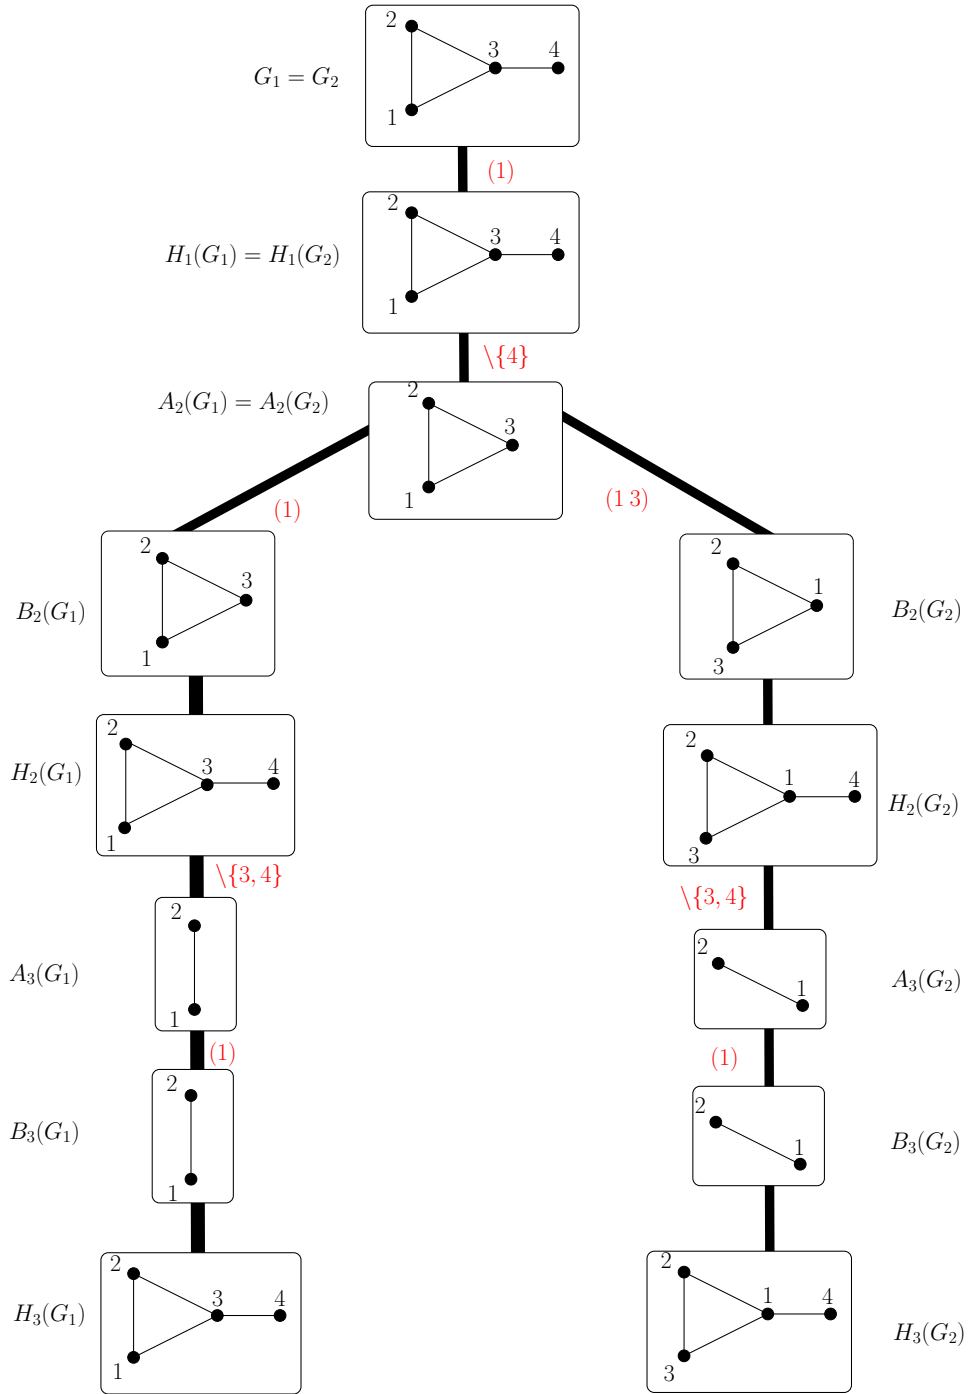 2
3 4
G₁ = G₂
1
(1)
2
3 4
H₁(G₁) = H₁(G₂)
1
\{4}
2
A₂(G₁) = A₂(G₂)
3
1
(1) (1 3)
2 2
3 1
B₂(G₁) B₂(G₂)
1 3
2 2
3 4 1 4
H₂(G₁) H₂(G₂)
1 3
\{3, 4} \{3, 4}
2 2
A₃(G₁) 1 A₃(G₂)
1
(1) (1)
2 2
B₃(G₁) 1 B₃(G₂)
1
2 2
3 4 1 4
H₃(G₁) H₃(G₂)
1 3